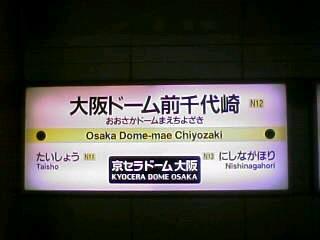 大阪ドーム前千代崎 N12
おおさかドームまえちよざき
Osaka Dome-mae Chiyozaki
たいしょう N11 京セラドーム大阪 N13 にしながほり
Taisho KYOCERA DOME OSAKA Nishinagahori